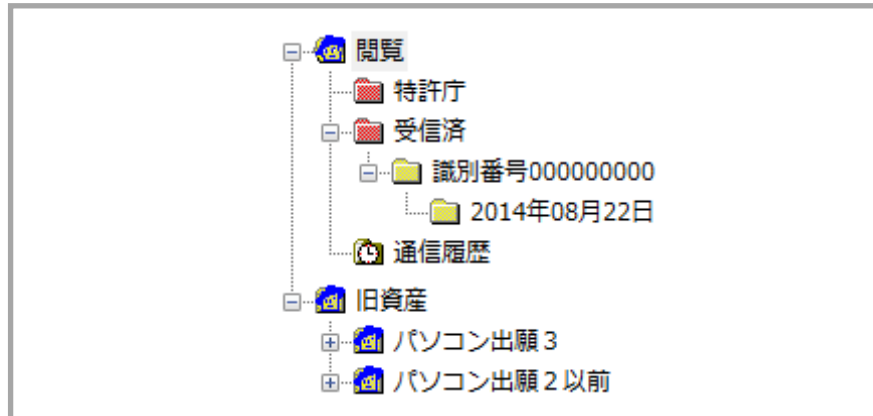 閲覧
特許庁
受信済
識別番号000000000
2014年08月22日
通信履歴
旧資産
パソコン出願３
パソコン出願２以前